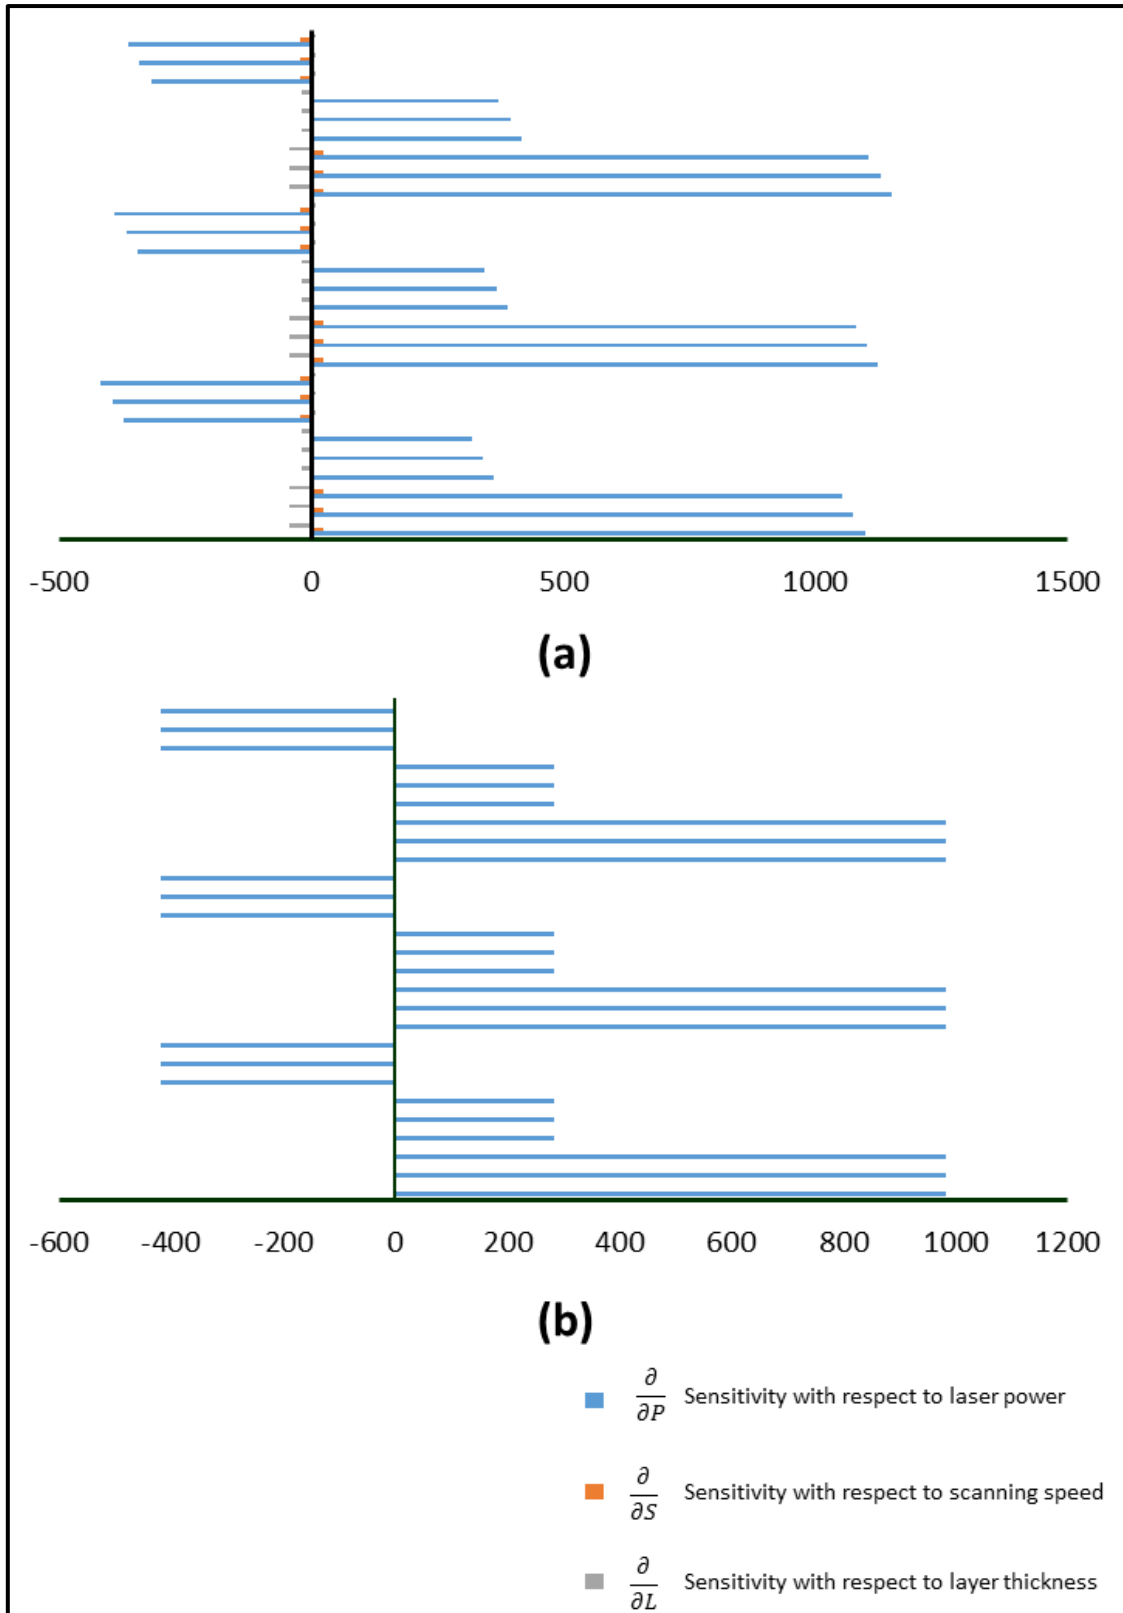 -500 0 500 1000 1500
(a)
-600 -400 -200 0 200 400 600 800 1000 1200
(b)
∂/∂P Sensitivity with respect to laser power
∂/∂S Sensitivity with respect to scanning speed
∂/∂L Sensitivity with respect to layer thickness